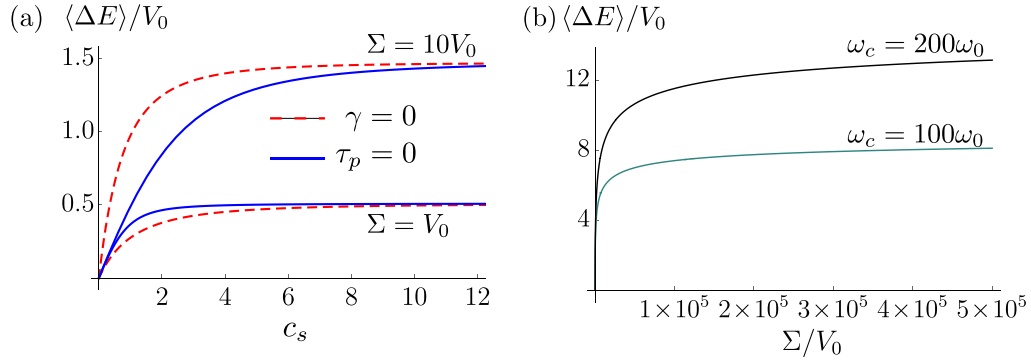 (a) ⟨ΔE⟩/V₀
Σ = 10V₀
1.5
1.0
0.5
γ = 0
τₚ = 0
Σ = V₀
2 4 6 8 10 12
cₛ
(b) ⟨ΔE⟩/V₀
ω_c = 200ω₀
12
ω_c = 100ω₀
8
4
1×10⁵ 2×10⁵ 3×10⁵ 4×10⁵ 5×10⁵
Σ/V₀